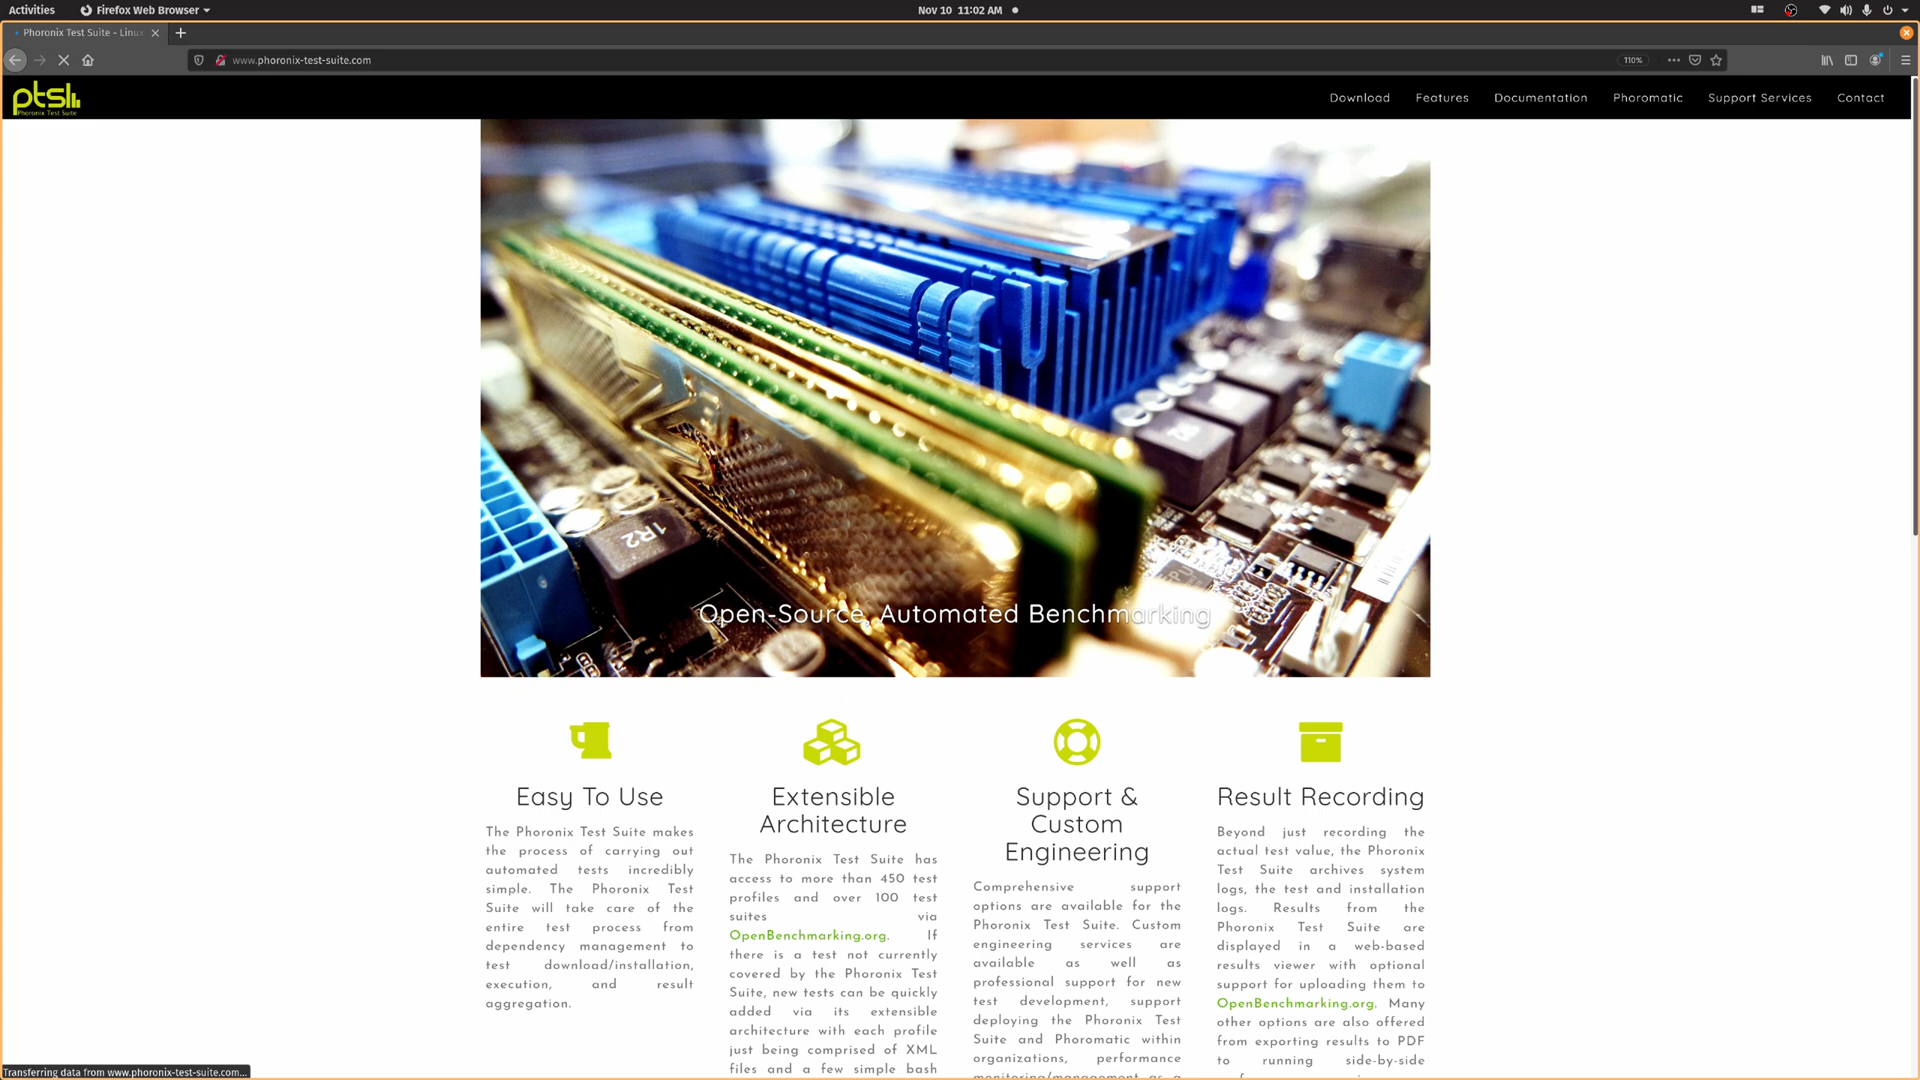 Activities
Firefox Web Browser
Nov 10 11:02 AM
Phoronix Test Suite - Linux
www.phoronix-test-suite.com
110%
ptsl
Phoronix Test Suite
Download
Features
Documentation
Phoromatic
Support Services
Contact
1R2
Open-Source, Automated Benchmarking
Easy To Use
The Phoronix Test Suite makes
the process of carrying out
automated tests incredibly
simple. The Phoronix Test
Suite will take care of the
entire test process from
dependency management to
test download/installation,
execution, and result
aggregation.
Extensible
Architecture
The Phoronix Test Suite has
access to more than 450 test
profiles and over 100 test
suites via
OpenBenchmarking.org. If
there is a test not currently
covered by the Phoronix Test
Suite, new tests can be quickly
added via its extensible
architecture with each profile
just being comprised of XML
files and a few simple bash
Support &
Custom
Engineering
Comprehensive support
options are available for the
Phoronix Test Suite. Custom
engineering services are
available as well as
professional support for new
test development, support
deploying the Phoronix Test
Suite and Phoromatic within
organizations, performance
monitoring/management as a
Result Recording
Beyond just recording the
actual test value, the Phoronix
Test Suite archives system
logs, the test and installation
logs. Results from the
Phoronix Test Suite are
displayed in a web-based
results viewer with optional
support for uploading them to
OpenBenchmarking.org. Many
other options are also offered
from exporting results to PDF
to running side-by-side
Transferring data from www.phoronix-test-suite.com...